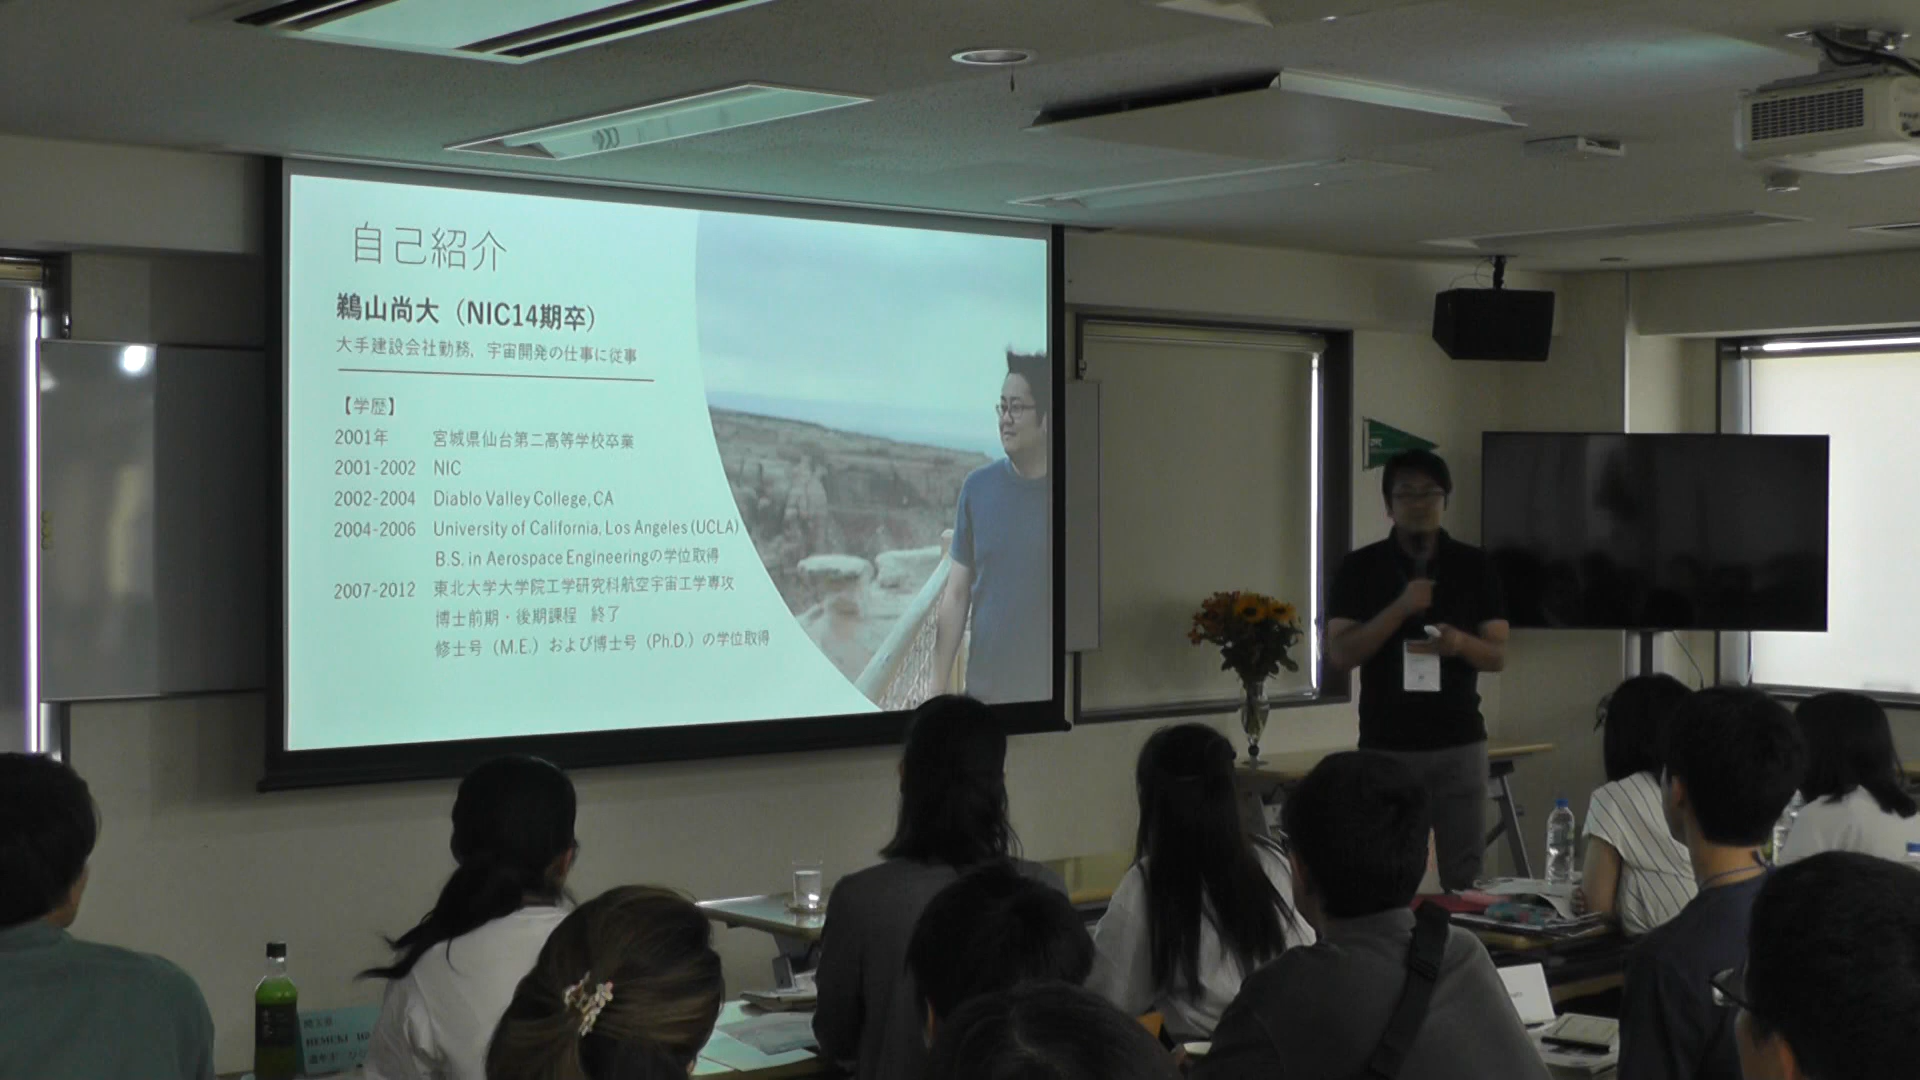 自己紹介
鵜山尚大（NIC14期卒）
大手建設会社勤務，宇宙開発の仕事に従事
【学歴】
2001年 宮城県仙台第二高等学校卒業
2001-2002 NIC
2002-2004 Diablo Valley College, CA
2004-2006 University of California, Los Angeles (UCLA)
B.S. in Aerospace Engineeringの学位取得
2007-2012 東北大学大学院工学研究科航空宇宙工学専攻
博士前期・後期課程 終了
修士号（M.E.）および博士号（Ph.D.）の学位取得